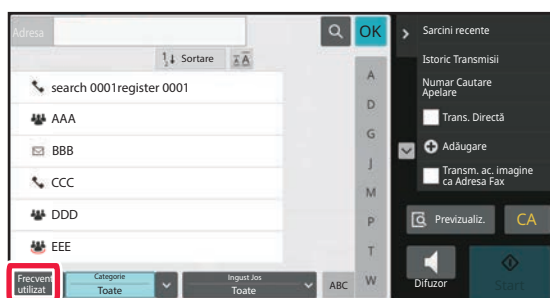 Adresa
OK
Sarcini recente
1↓ Sortare
Istoric Transmisii
search 0001register 0001
Numar Cautare
Apelare
AAA
Trans. Directă
BBB
Adăugare
CCC
Transm. ac. imagine
ca Adresa Fax
DDD
Previzualiz.
CA
EEE
A
D
G
J
M
P
T
W
Frecvent
utilizat
Categorie
Toate
Ingust Jos
Toate
ABC
Difuzor
Start